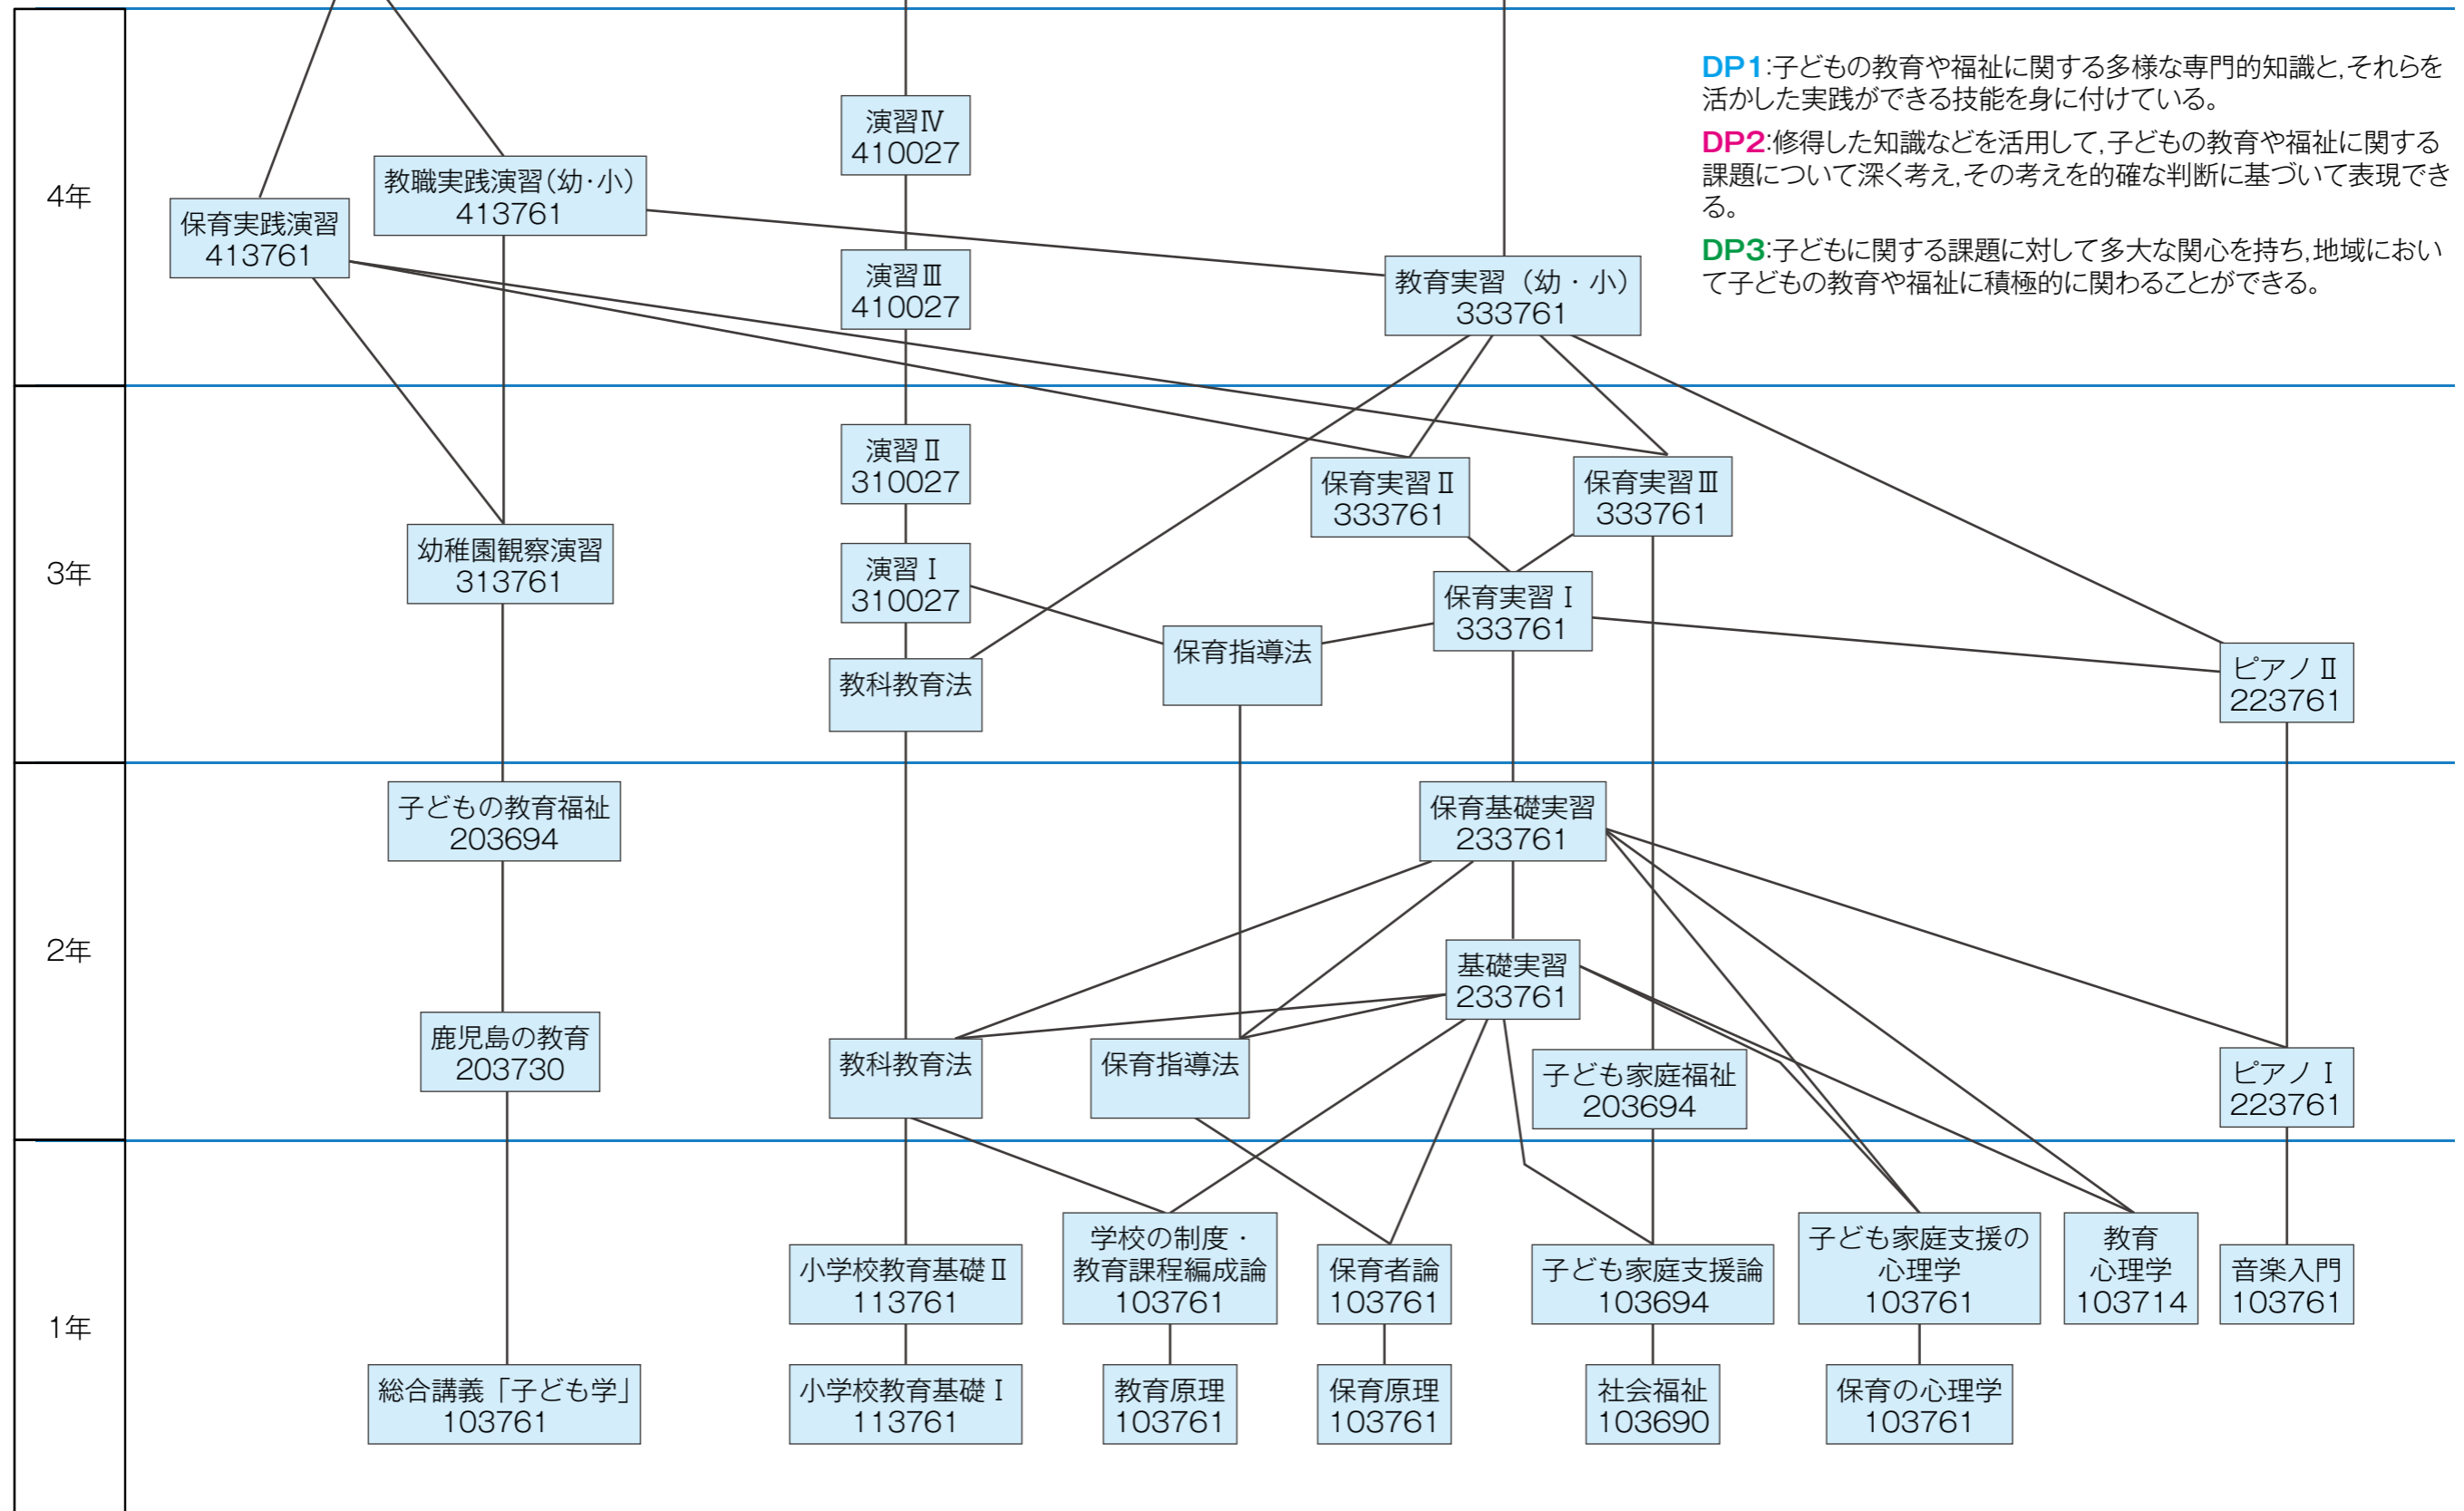 DP1:子どもの教育や福祉に関する多様な専門的知識と,それらを
活かした実践ができる技能を身に付けている。
DP2:修得した知識などを活用して,子どもの教育や福祉に関する
課題について深く考え,その考えを的確な判断に基づいて表現でき
る。
DP3:子どもに関する課題に対して多大な関心を持ち,地域におい
て子どもの教育や福祉に積極的に関わることができる。
4年
演習Ⅳ
410027
教職実践演習(幼・小)
413761
保育実践演習
413761
演習Ⅲ
410027
教育実習(幼・小)
333761
3年
演習Ⅱ
310027
保育実習Ⅱ
333761
保育実習Ⅲ
333761
幼稚園観察演習
313761
演習Ⅰ
310027
保育実習Ⅰ
333761
保育指導法
教科教育法
ピアノⅡ
223761
2年
子どもの教育福祉
203694
保育基礎実習
233761
基礎実習
233761
鹿児島の教育
203730
教科教育法
保育指導法
子ども家庭福祉
203694
ピアノⅠ
223761
1年
小学校教育基礎Ⅱ
113761
学校の制度・
教育課程編成論
103761
保育者論
103761
子ども家庭支援論
103694
子ども家庭支援の
心理学
103761
教育
心理学
103714
音楽入門
103761
総合講義「子ども学」
103761
小学校教育基礎Ⅰ
113761
教育原理
103761
保育原理
103761
社会福祉
103690
保育の心理学
103761